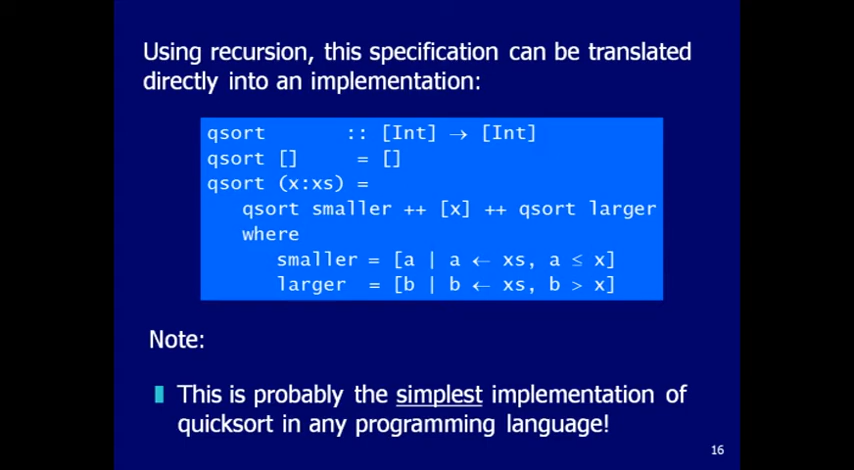 Using recursion, this specification can be translated
directly into an implementation:
qsort :: [Int] → [Int]
qsort [] = []
qsort (x:xs) =
qsort smaller ++ [x] ++ qsort larger
where
smaller = [a | a ← xs, a ≤ x]
larger = [b | b ← xs, b > x]
Note:
This is probably the simplest implementation of
quicksort in any programming language!
16